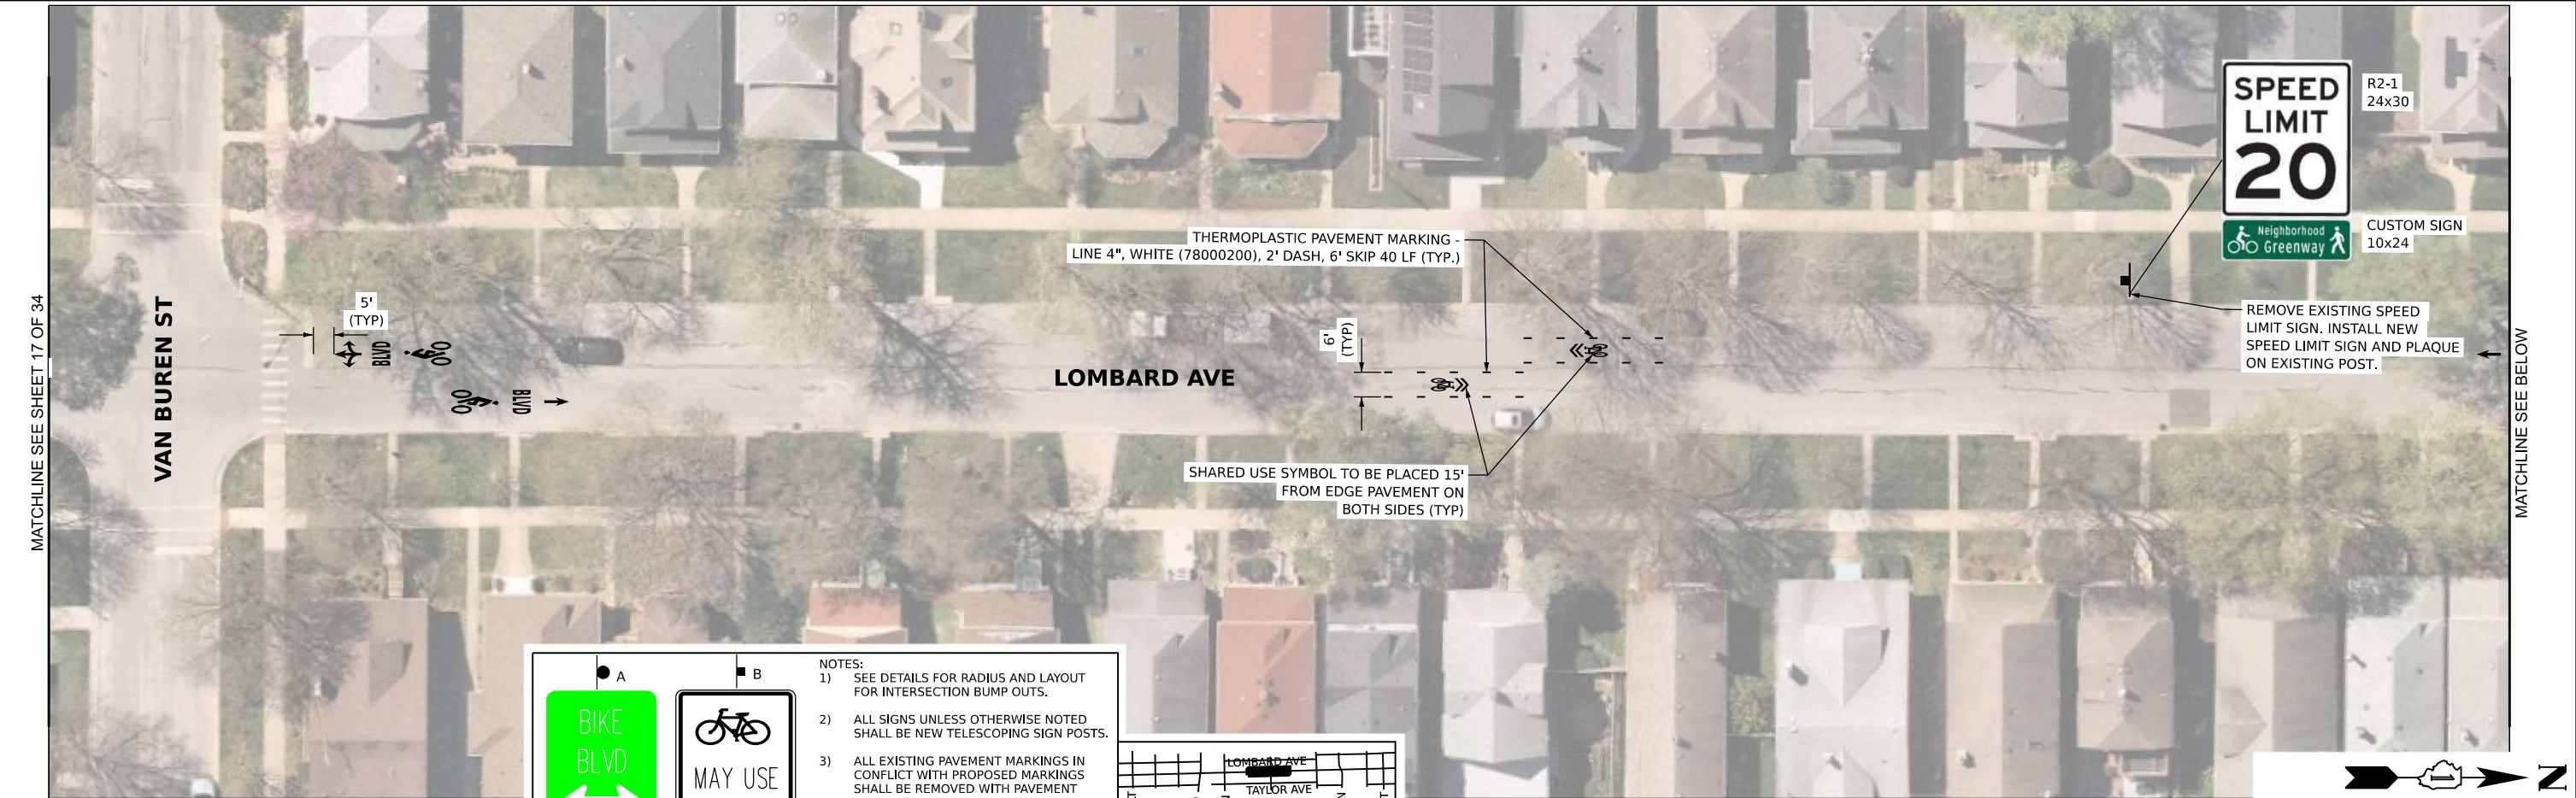 MATCHLINE SEE SHEET 17 OF 34
VAN BUREN ST
5'
(TYP)
BLVD
BLVD
LOMBARD AVE
THERMOPLASTIC PAVEMENT MARKING -
LINE 4", WHITE (78000200), 2' DASH, 6' SKIP 40 LF (TYP.)
6'
(TYP)
SHARED USE SYMBOL TO BE PLACED 15'
FROM EDGE PAVEMENT ON
BOTH SIDES (TYP)
SPEED
LIMIT
20
R2-1
24x30
Neighborhood
Greenway
CUSTOM SIGN
10x24
REMOVE EXISTING SPEED
LIMIT SIGN. INSTALL NEW
SPEED LIMIT SIGN AND PLAQUE
ON EXISTING POST.
MATCHLINE SEE BELOW
A
BIKE
BLVD
B
MAY USE
NOTES:
1) SEE DETAILS FOR RADIUS AND LAYOUT
FOR INTERSECTION BUMP OUTS.
2) ALL SIGNS UNLESS OTHERWISE NOTED
SHALL BE NEW TELESCOPING SIGN POSTS.
3) ALL EXISTING PAVEMENT MARKINGS IN
CONFLICT WITH PROPOSED MARKINGS
SHALL BE REMOVED WITH PAVEMENT
LOMBARD AVE
TAYLOR AVE
N